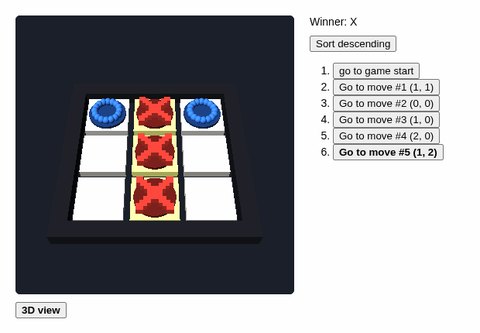 Winner: X
Sort descending
1. go to game start
2. Go to move #1 (1, 1)
3. Go to move #2 (0, 0)
4. Go to move #3 (1, 0)
5. Go to move #4 (2, 0)
6. Go to move #5 (1, 2)
3D view